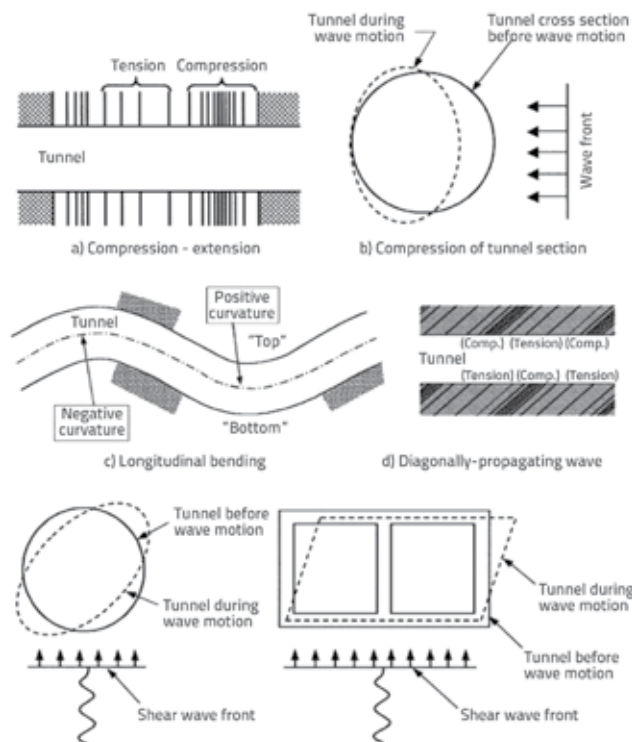 Tension
Compression
Tunnel
a) Compression - extension
Tunnel during
wave motion
Tunnel cross section
before wave motion
Wave front
b) Compression of tunnel section
Positive
curvature
Tunnel
"Top"
Negative
curvature
"Bottom"
c) Longitudinal bending
(Comp.) (Tension) (Comp.)
Tunnel
(Tension) (Comp.) (Tension)
d) Diagonally-propagating wave
Tunnel before
wave motion
Tunnel during
wave motion
Shear wave front
Tunnel during
wave motion
Tunnel before
wave motion
Shear wave front